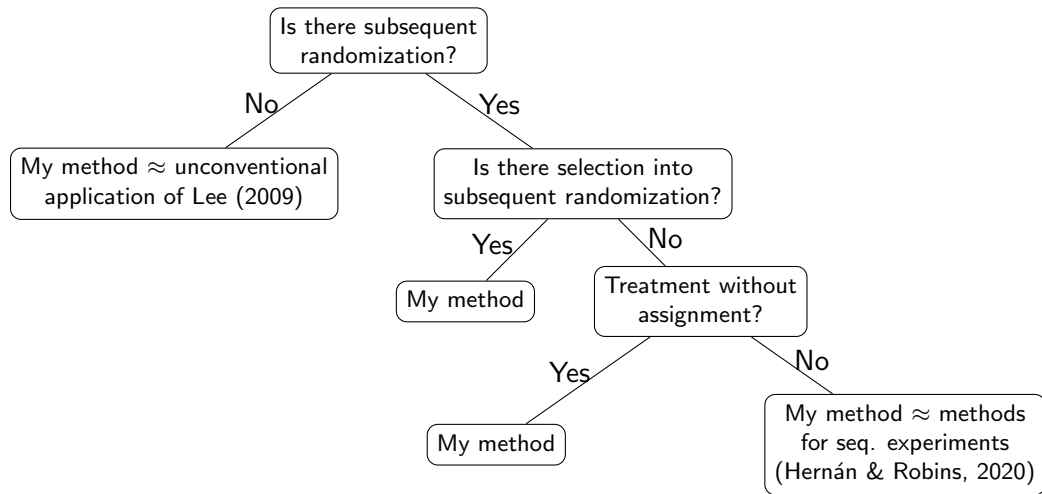 Is there subsequent
randomization?
No
Yes
My method ≈ unconventional
application of Lee (2009)
Is there selection into
subsequent randomization?
Yes
No
My method
Treatment without
assignment?
Yes
No
My method
My method ≈ methods
for seq. experiments
(Hernán & Robins, 2020)